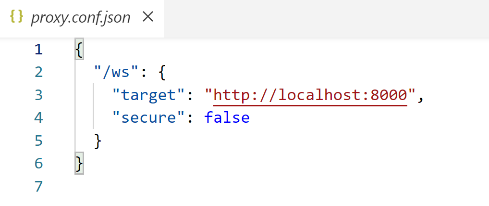 {} proxy.conf.json ×
1 {
2 "/ws": {
3 "target": "http://localhost:8000",
4 "secure": false
5 }
6 }
7